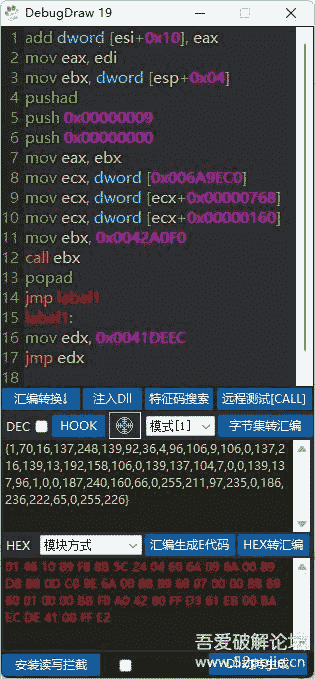 DebugDraw 19
1 add dword [esi+0x10], eax
2 mov eax, edi
3 mov ebx, dword [esp+0x04]
4 pushad
5 push 0x00000009
6 push 0x00000000
7 mov eax, ebx
8 mov ecx, dword [0x006A9EC0]
9 mov ecx, dword [ecx+0x00000768]
10 mov ecx, dword [ecx+0x00000160]
11 mov ebx, 0x0042A0F0
12 call ebx
13 popad
14 jmp label1
15 label1:
16 mov edx, 0x0041DEEC
17 jmp edx
18
汇编转换↓ 注入Dll 特征码搜索 远程测试[CALL]
DEC HOOK 模式[1] 字节集转汇编
{1,70,16,137,248,139,92,36,4,96,106,9,106,0,137,2
16,139,13,192,158,106,0,139,137,104,7,0,0,139,13
7,96,1,0,0,187,240,160,66,0,255,211,97,235,0,186,
236,222,65,0,255,226}
HEX 模块方式 汇编生成E代码 HEX转汇编
01 46 10 89 F8 8B 5C 24 04 60 6A 09 6A 00 89
D8 8B 0D C0 9E 6A 00 8B 89 68 07 00 00 8B 89
60 01 00 00 BB F0 A0 42 00 FF D3 61 EB 00 BA
EC DE 41 00 FF E2
吾爱破解论坛
安装读写拦截
www.52pojie.cn